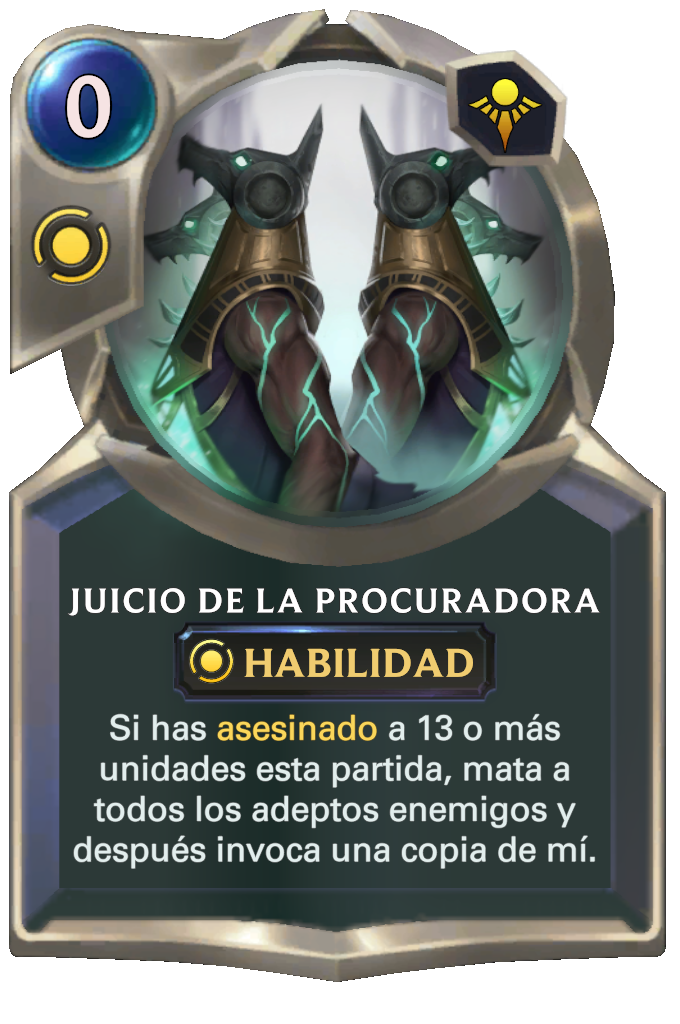 0
JUICIO DE LA PROCURADORA
HABILIDAD
Si has asesinado a 13 o más
unidades esta partida, mata a
todos los adeptos enemigos y
después invoca una copia de mí.